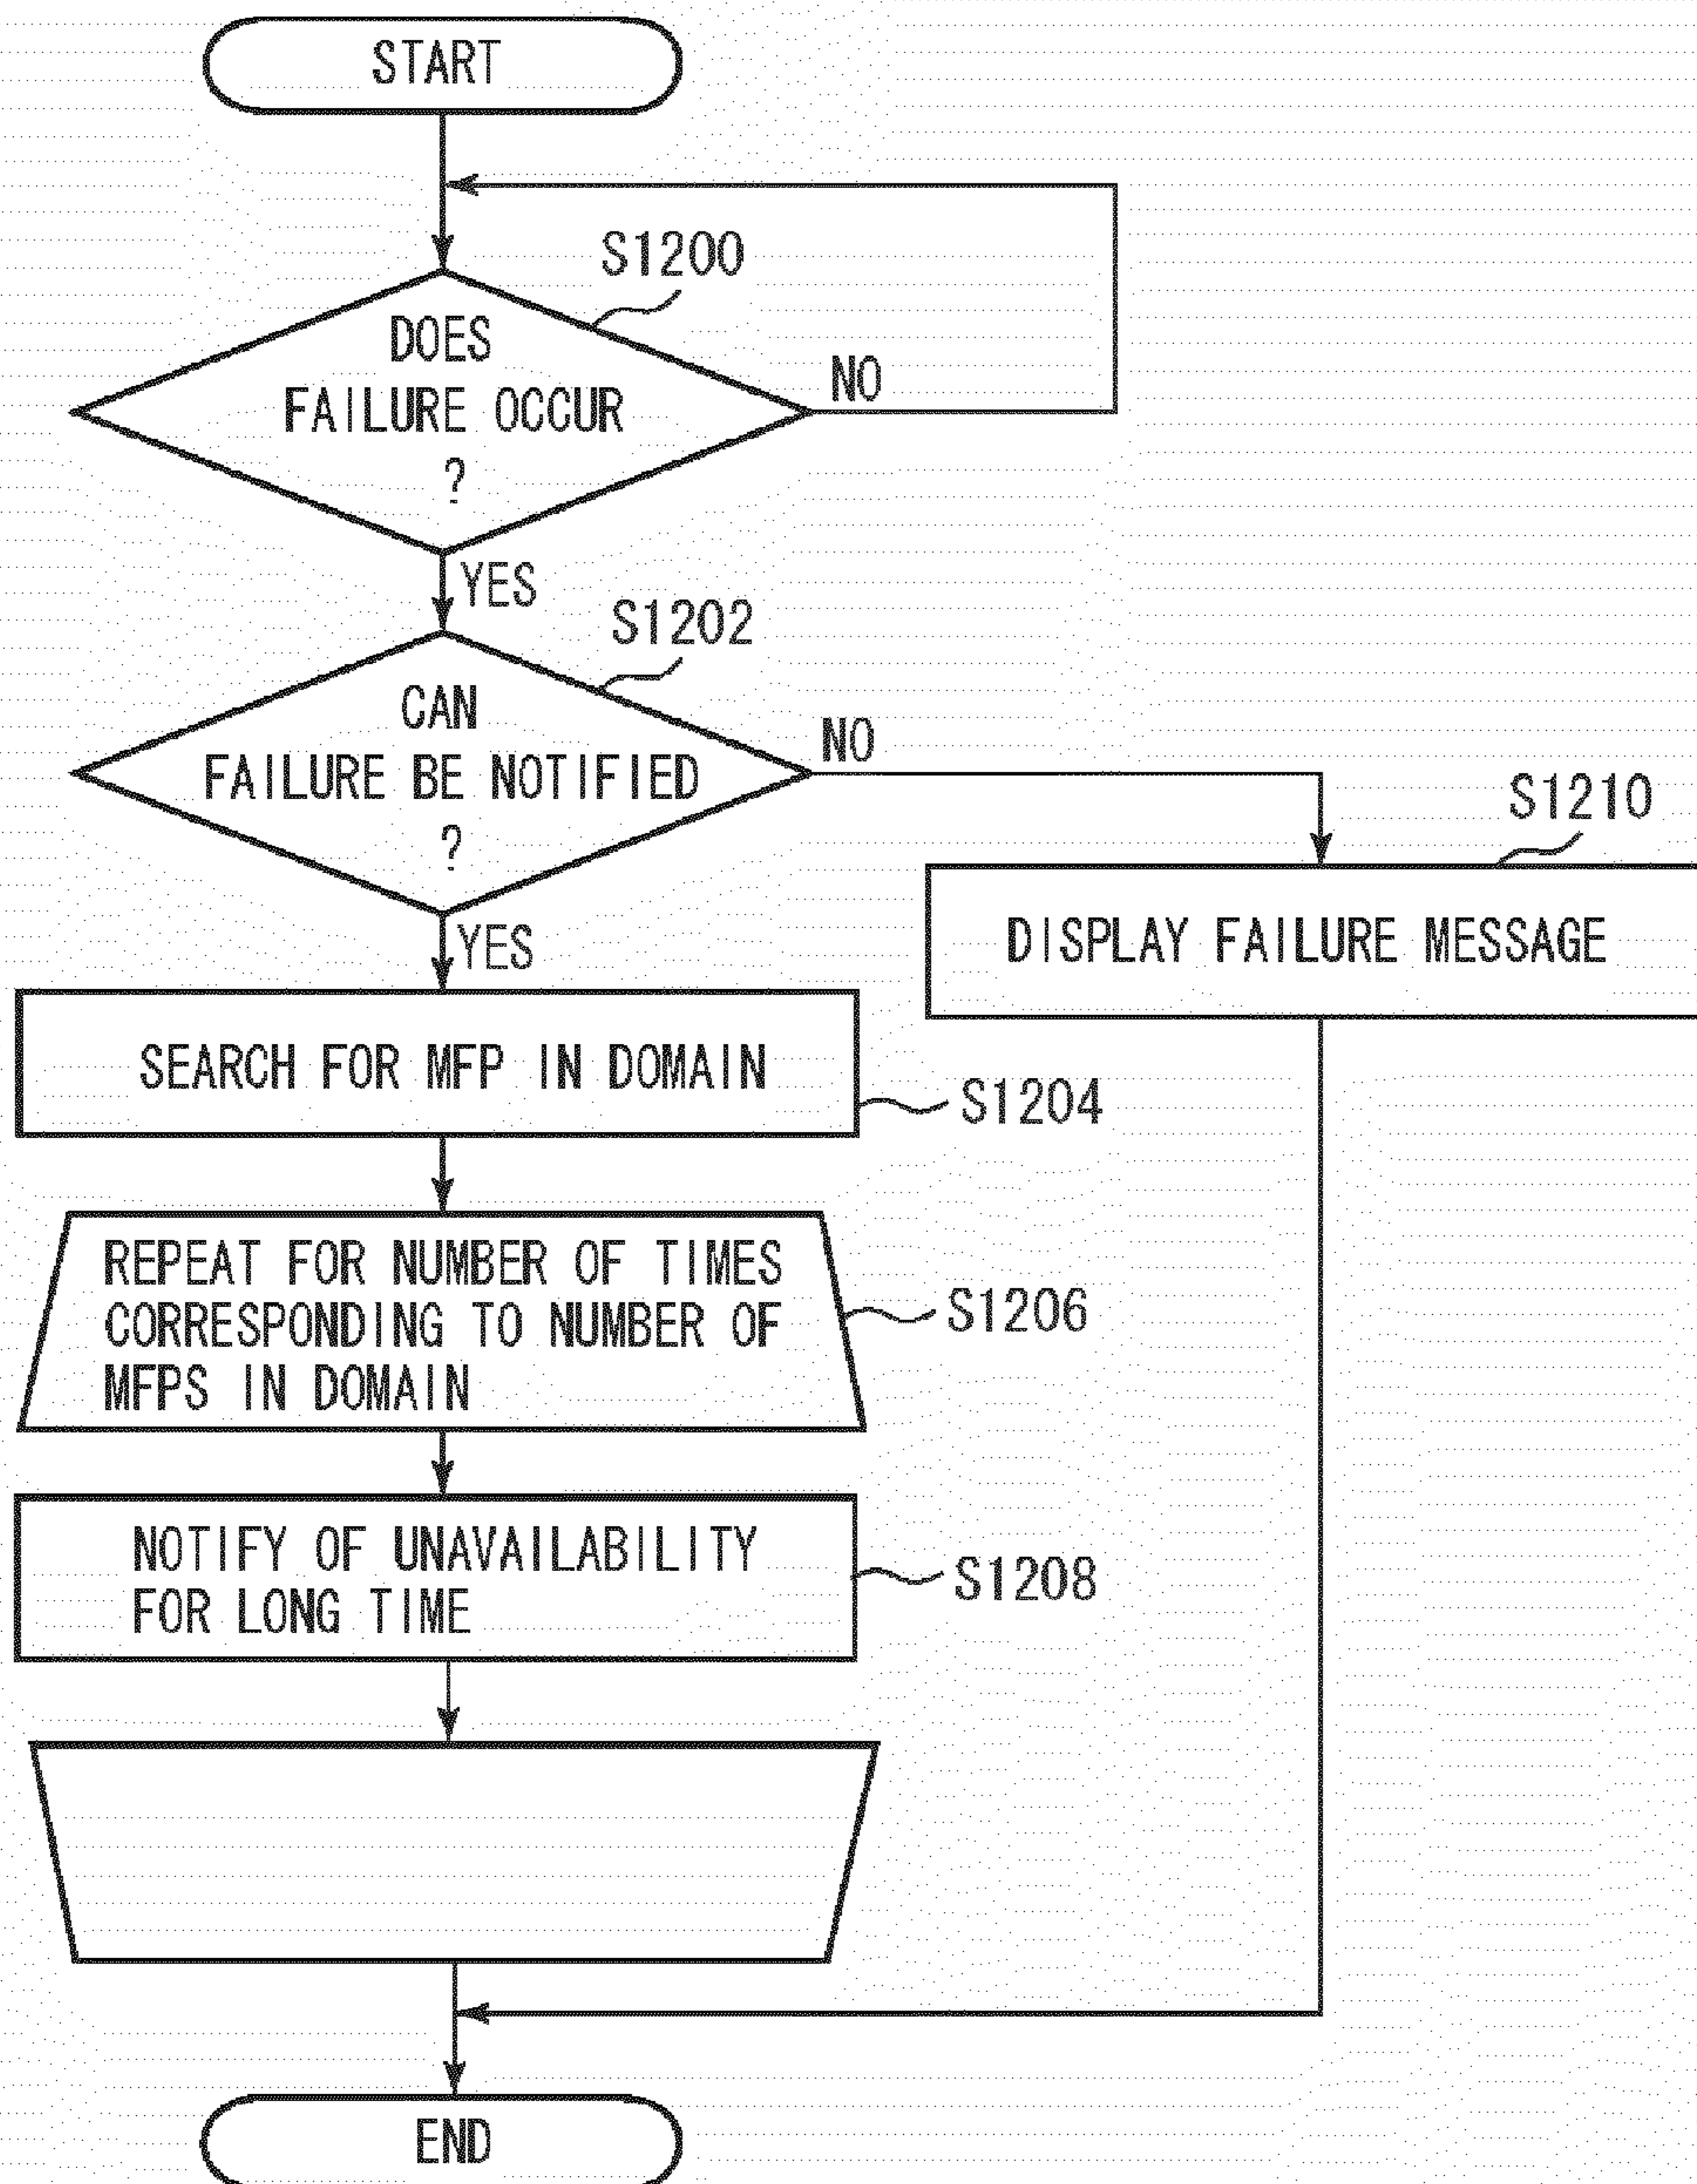 START
S1200
DOES
FAILURE OCCUR
?
NO
YES
S1202
CAN
FAILURE BE NOTIFIED
?
NO
YES
S1210
DISPLAY FAILURE MESSAGE
SEARCH FOR MFP IN DOMAIN
S1204
REPEAT FOR NUMBER OF TIMES
CORRESPONDING TO NUMBER OF
MFPS IN DOMAIN
S1206
NOTIFY OF UNAVAILABILITY
FOR LONG TIME
S1208
END